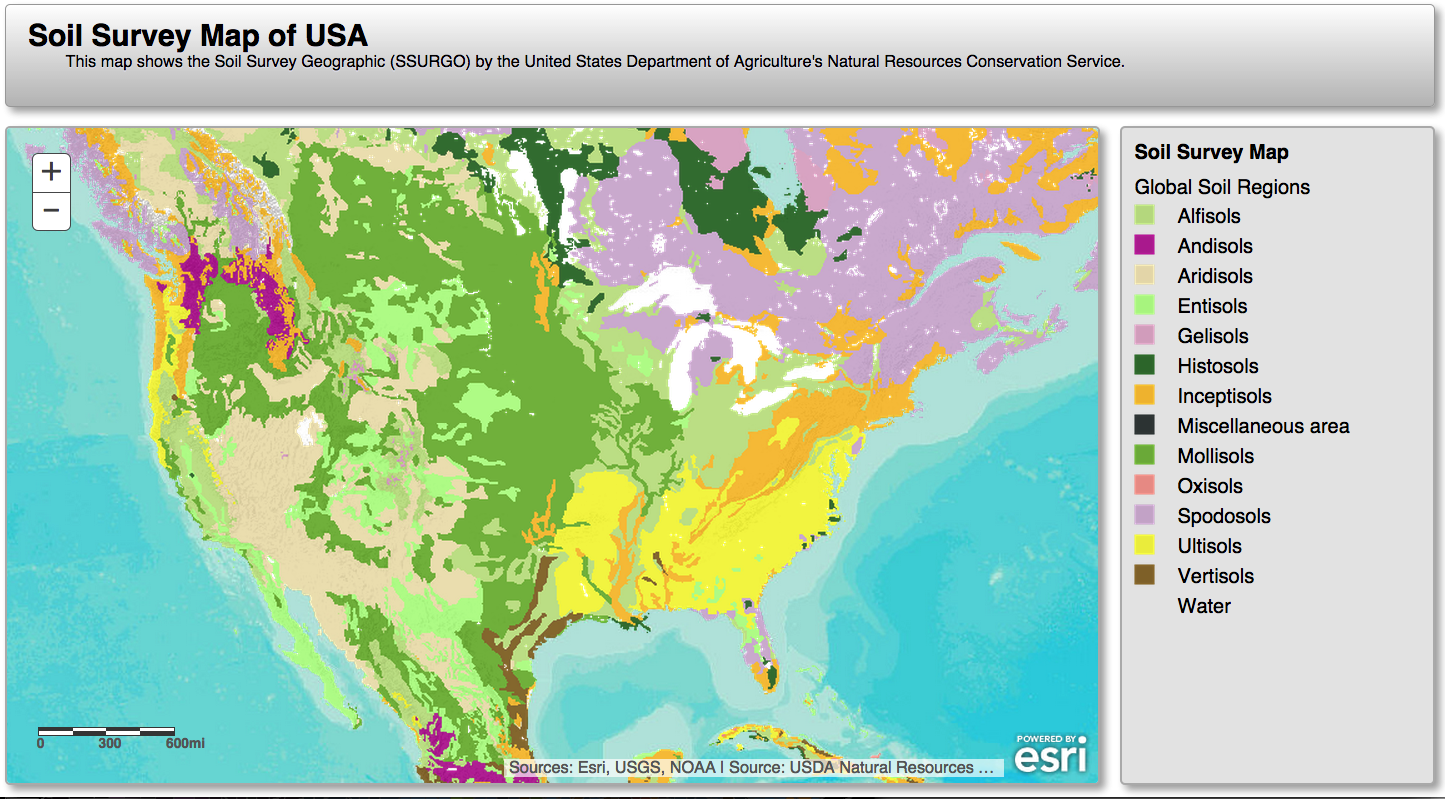 Soil Survey Map of USA
This map shows the Soil Survey Geographic (SSURGO) by the United States Department of Agriculture's Natural Resources Conservation Service.
+
−
0 300 600mi
Sources: Esri, USGS, NOAA | Source: USDA Natural Resources ...
POWERED BY
esri
Soil Survey Map
Global Soil Regions
Alfisols
Andisols
Aridisols
Entisols
Gelisols
Histosols
Inceptisols
Miscellaneous area
Mollisols
Oxisols
Spodosols
Ultisols
Vertisols
Water